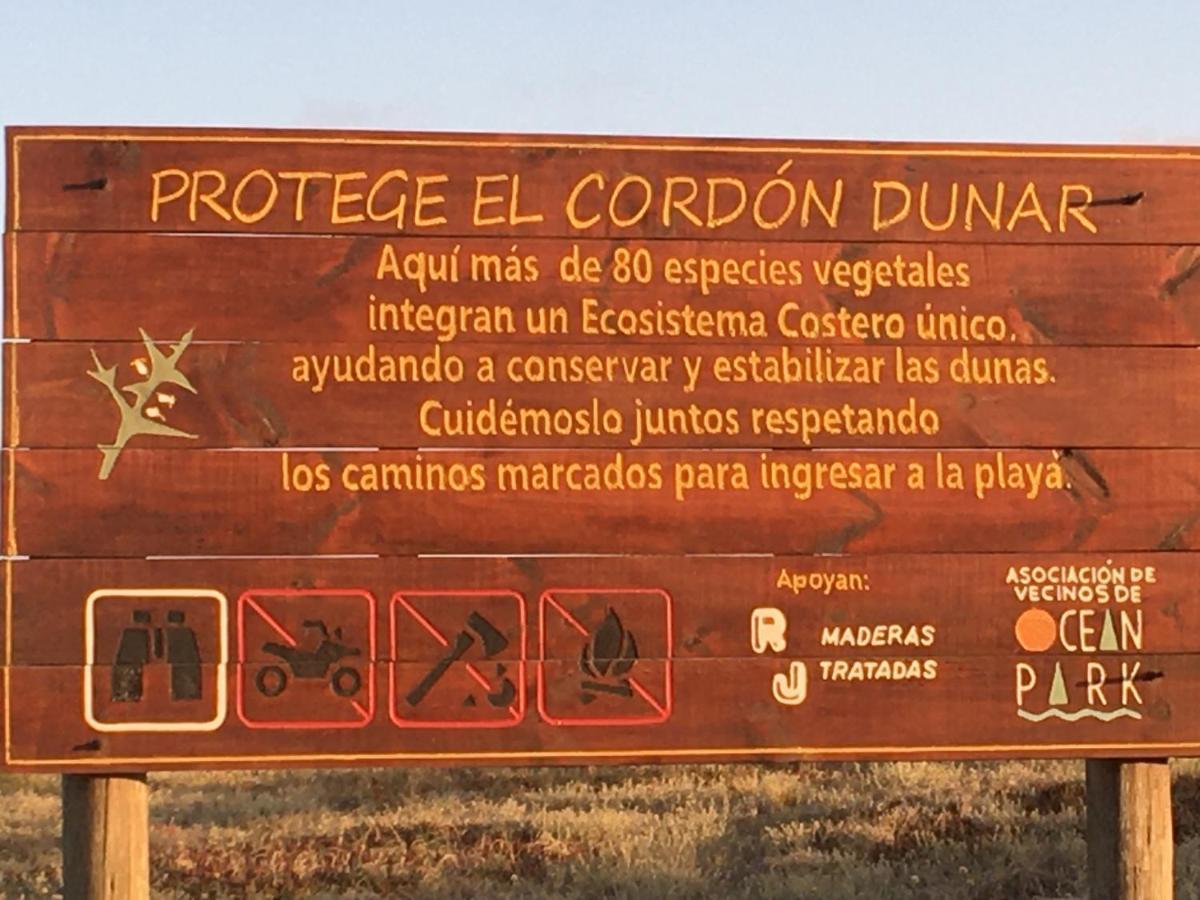 PROTEGE EL CORDÓN DUNAR
Aquí más de 80 especies vegetales
integran un Ecosistema Costero único,
ayudando a conservar y estabilizar las dunas.
Cuidémoslo juntos respetando
los caminos marcados para ingresar a la playa.
Apoyan:
R J
MADERAS
TRATADAS
ASOCIACIÓN DE
VECINOS DE
OCEAN
PARK